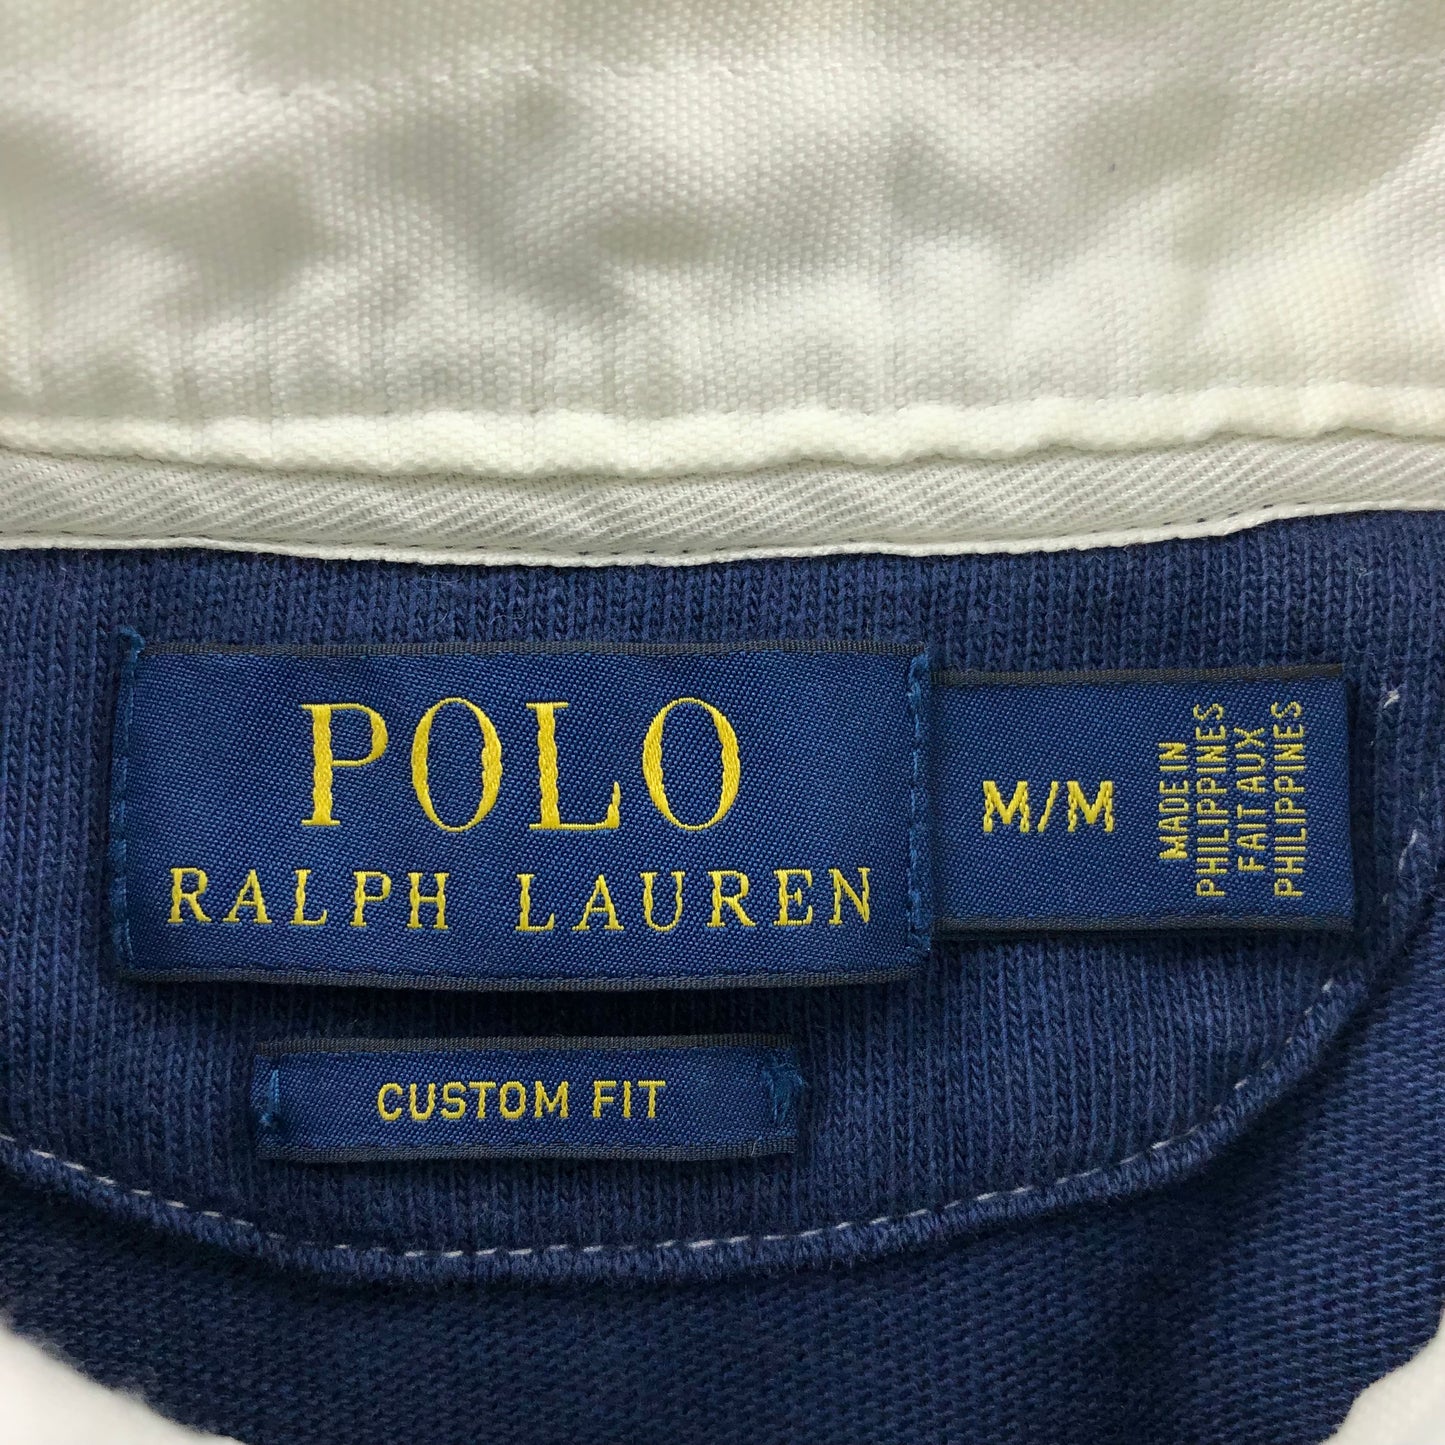 POLO
RALPH LAUREN
M/M
MADE IN
PHILIPPINES
FAIT AUX
PHILIPPINES
CUSTOM FIT